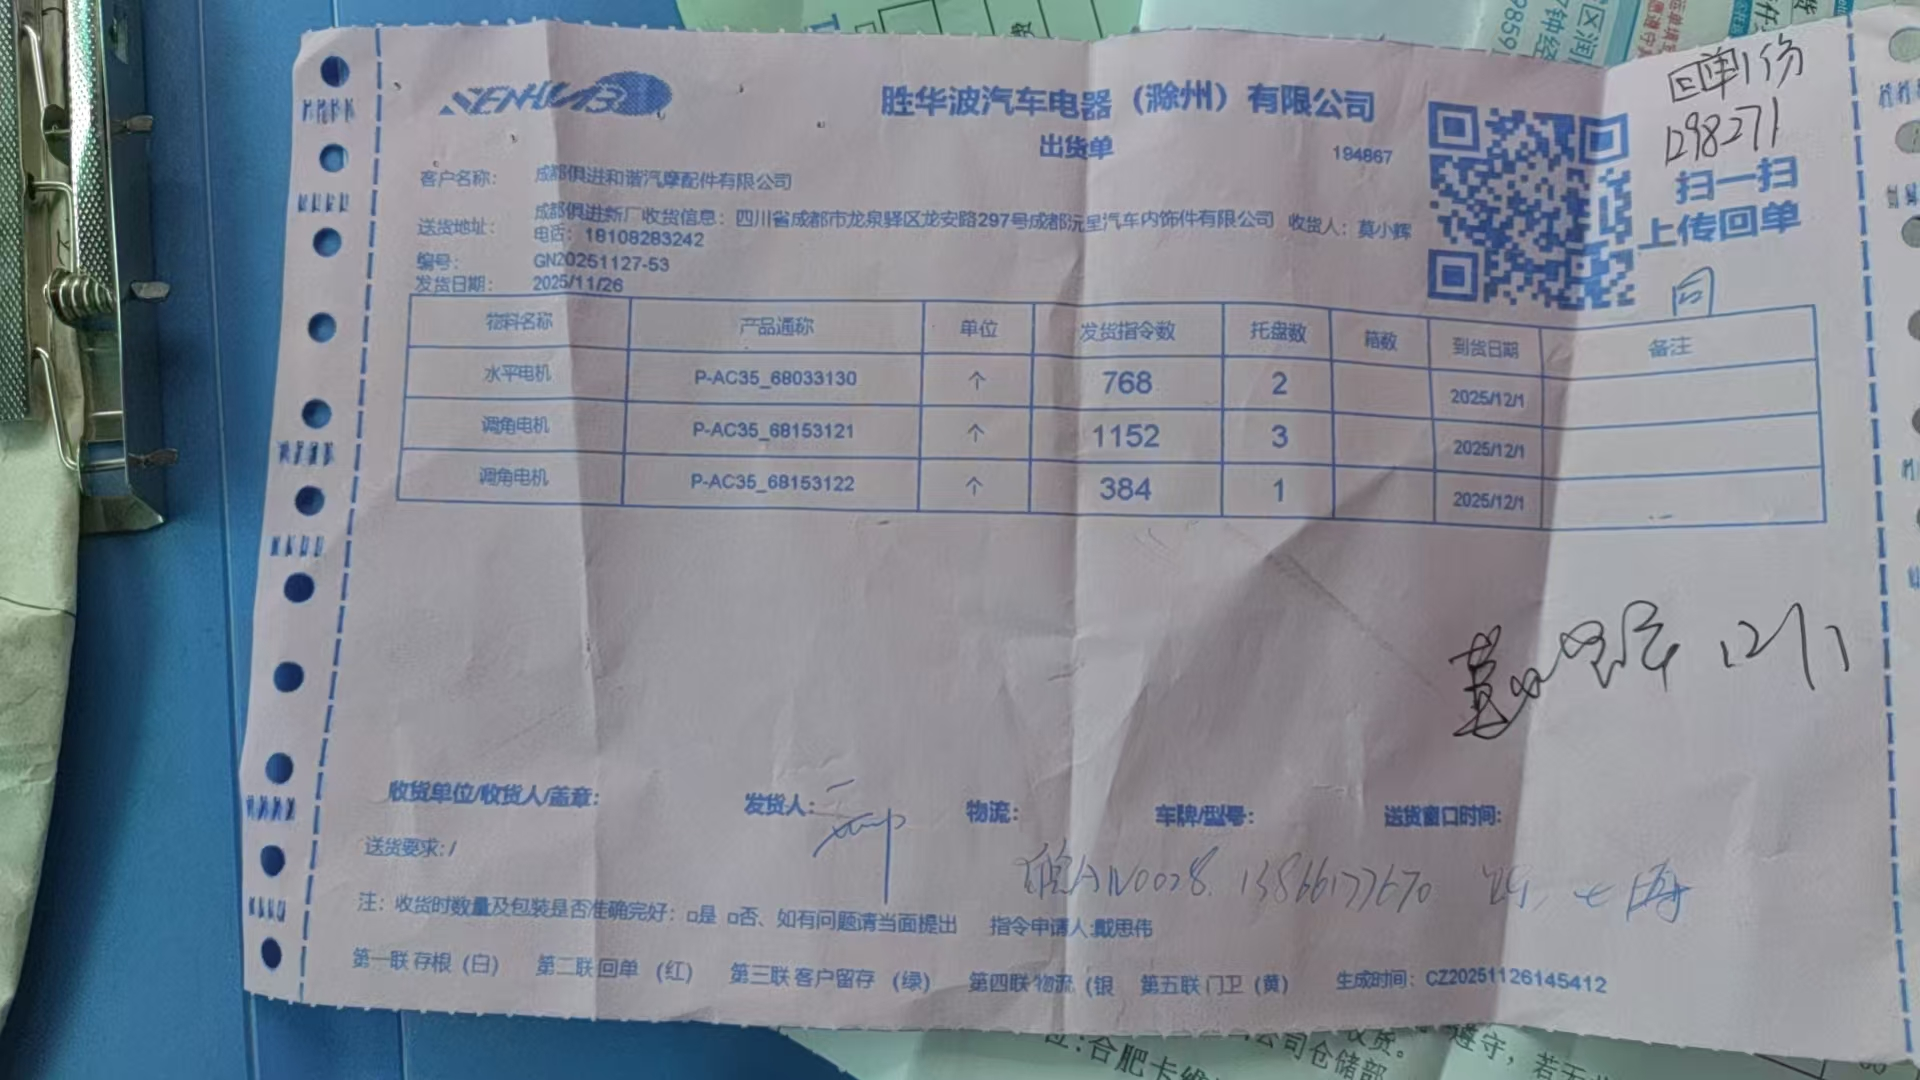 SENHUB
胜华波汽车电器（滁州）有限公司
出货单
194867
回单1份
1298271
扫一扫
上传回单
回
客户名称：成都俱进和谐汽摩配件有限公司
送货地址：成都俱进新厂收货信息：四川省成都市龙泉驿区龙安路297号成都沅星汽车内饰件有限公司 收货人：莫小辉
电话：18108283242
编号：GN20251127-53
发货日期：2025/11/26
物料名称 产品通称 单位 发货指令数 托盘数 箱数 到货日期 备注
水平电机 P-AC35_68033130 个 768 2 2025/12/1
调角电机 P-AC35_68153121 个 1152 3 2025/12/1
调角电机 P-AC35_68153122 个 384 1 2025/12/1
12/1
收货单位/收货人/盖章： 发货人： 物流： 车牌/型号： 送货窗口时间：
送货要求：/
皖AN0028. 13866177670
注：收货时数量及包装是否准确完好：□是 □否、如有问题请当面提出 指令申请人:戴思伟
第一联 存根（白） 第二联 回单 （红） 第三联 客户留存 （绿） 第四联 物流（银 第五联 门卫（黄） 生成时间：CZ20251126145412